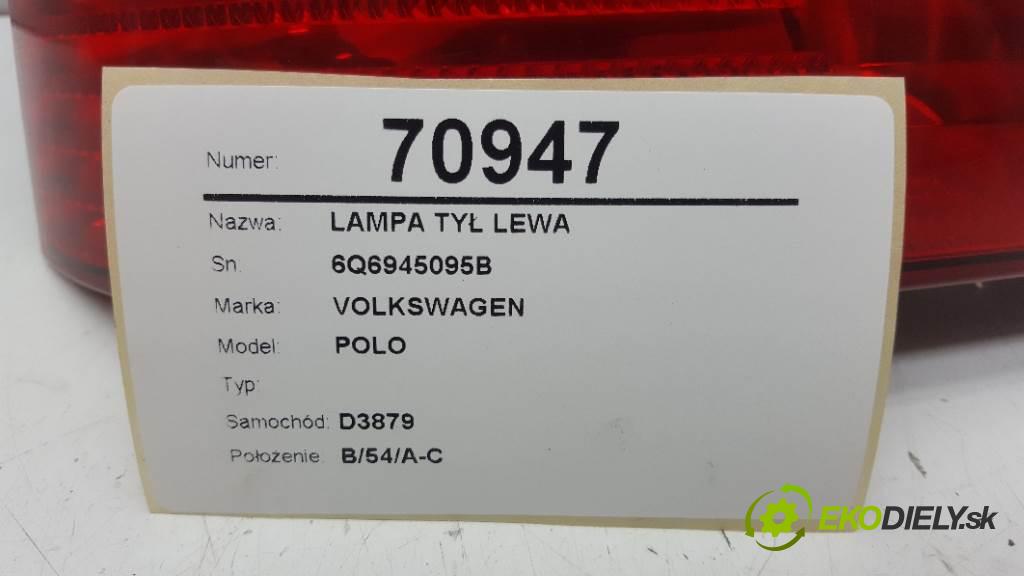 Numer: 70947
Nazwa: LAMPA TYŁ LEWA
Sn: 6Q6945095B
Marka: VOLKSWAGEN
Model: POLO
Typ:
Samochód: D3879
Położenie: B/54/A-C
EKODIELY.sk